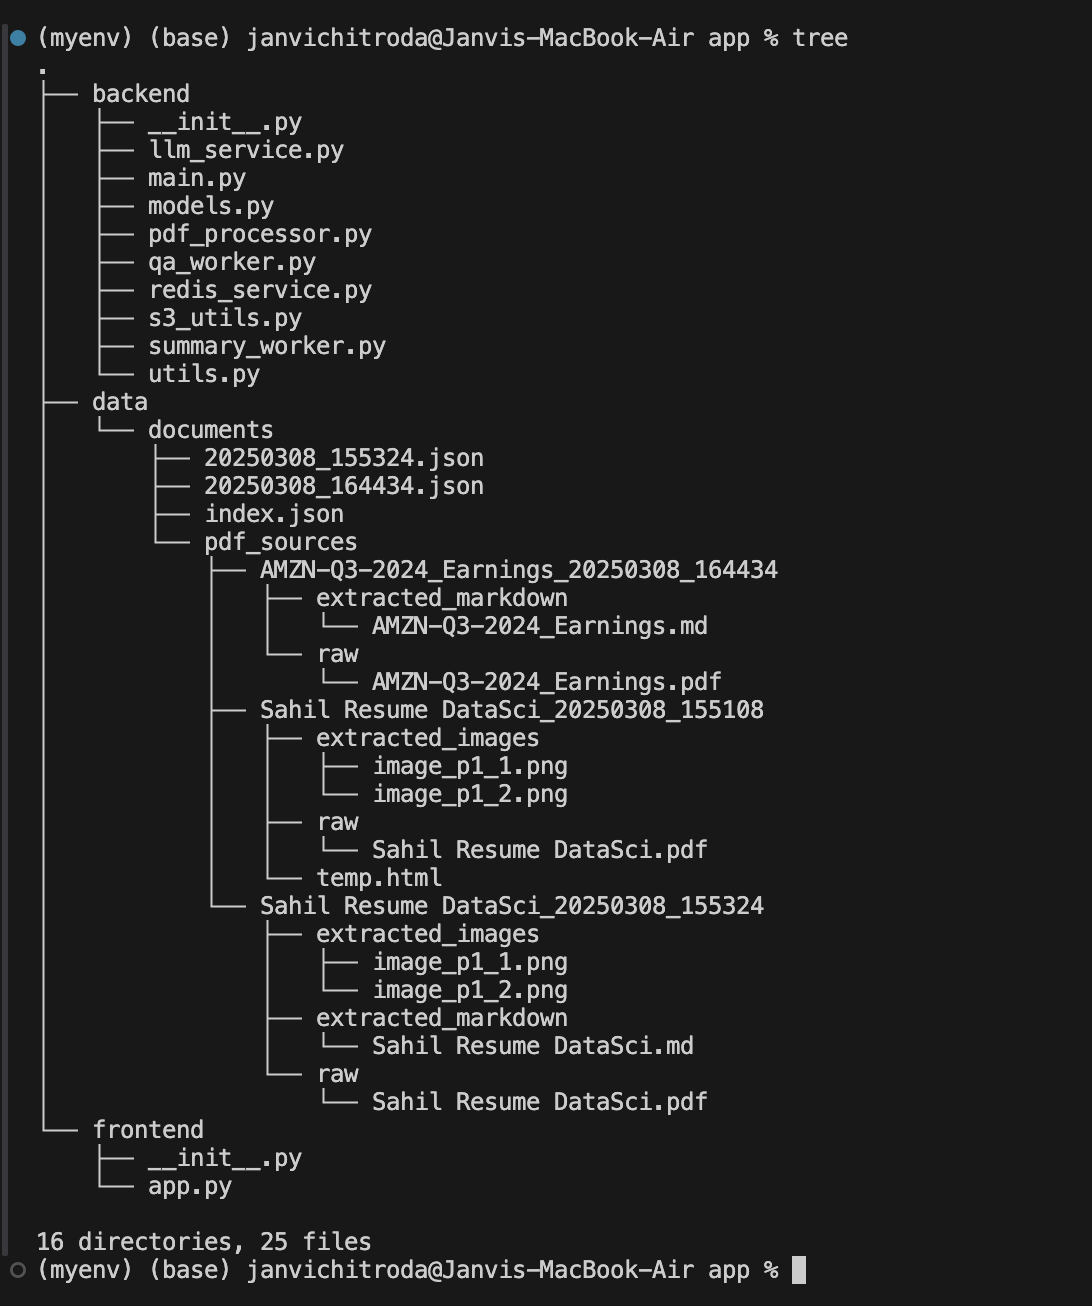 (myenv) (base) janvichitroda@Janvis-MacBook-Air app % tree
.
├── backend
│   ├── __init__.py
│   ├── llm_service.py
│   ├── main.py
│   ├── models.py
│   ├── pdf_processor.py
│   ├── qa_worker.py
│   ├── redis_service.py
│   ├── s3_utils.py
│   ├── summary_worker.py
│   └── utils.py
├── data
│   └── documents
│       ├── 20250308_155324.json
│       ├── 20250308_164434.json
│       ├── index.json
│       └── pdf_sources
│           ├── AMZN-Q3-2024_Earnings_20250308_164434
│           │   ├── extracted_markdown
│           │   │   └── AMZN-Q3-2024_Earnings.md
│           │   └── raw
│           │       └── AMZN-Q3-2024_Earnings.pdf
│           ├── Sahil Resume DataSci_20250308_155108
│           │   ├── extracted_images
│           │   │   ├── image_p1_1.png
│           │   │   └── image_p1_2.png
│           │   ├── raw
│           │   │   └── Sahil Resume DataSci.pdf
│           │   └── temp.html
│           └── Sahil Resume DataSci_20250308_155324
│               ├── extracted_images
│               │   ├── image_p1_1.png
│               │   └── image_p1_2.png
│               ├── extracted_markdown
│               │   └── Sahil Resume DataSci.md
│               └── raw
│                   └── Sahil Resume DataSci.pdf
└── frontend
    ├── __init__.py
    └── app.py
16 directories, 25 files
(myenv) (base) janvichitroda@Janvis-MacBook-Air app %